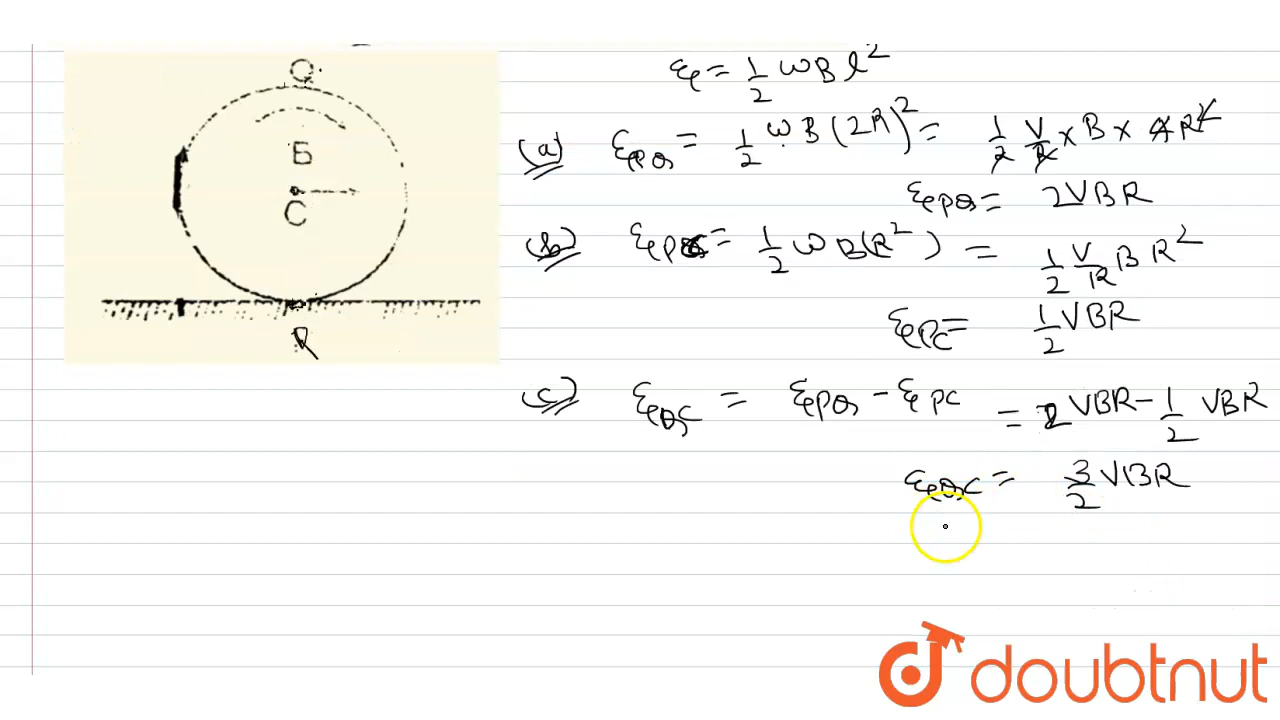 Q
Б
C
P
ε = 1/2 ωBl²
(a) ε_PQ = 1/2 ωB(2R)² = 1/2 V/R × B × 4R²
ε_PQ = 2VBR
(b) ε_PC = 1/2 ωB(R²) = 1/2 V/R BR²
ε_PC = 1/2 VBR
(c) ε_QC = ε_PQ - ε_PC = 2VBR - 1/2 VBR
ε_QC = 3/2 VBR
doubtnut